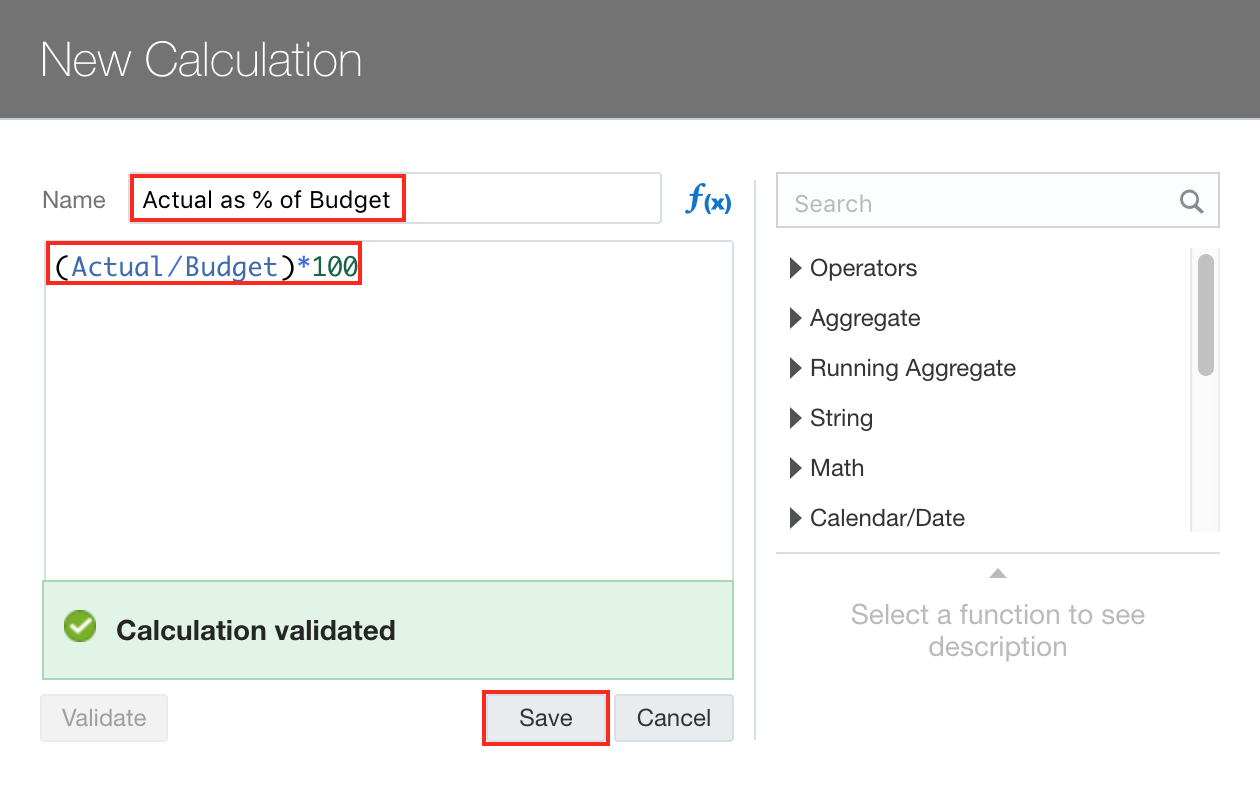 New Calculation
Name
Actual as % of Budget
f(x)
(Actual/Budget)*100
Calculation validated
Validate
Save
Cancel
Search
Operators
Aggregate
Running Aggregate
String
Math
Calendar/Date
Select a function to see
description